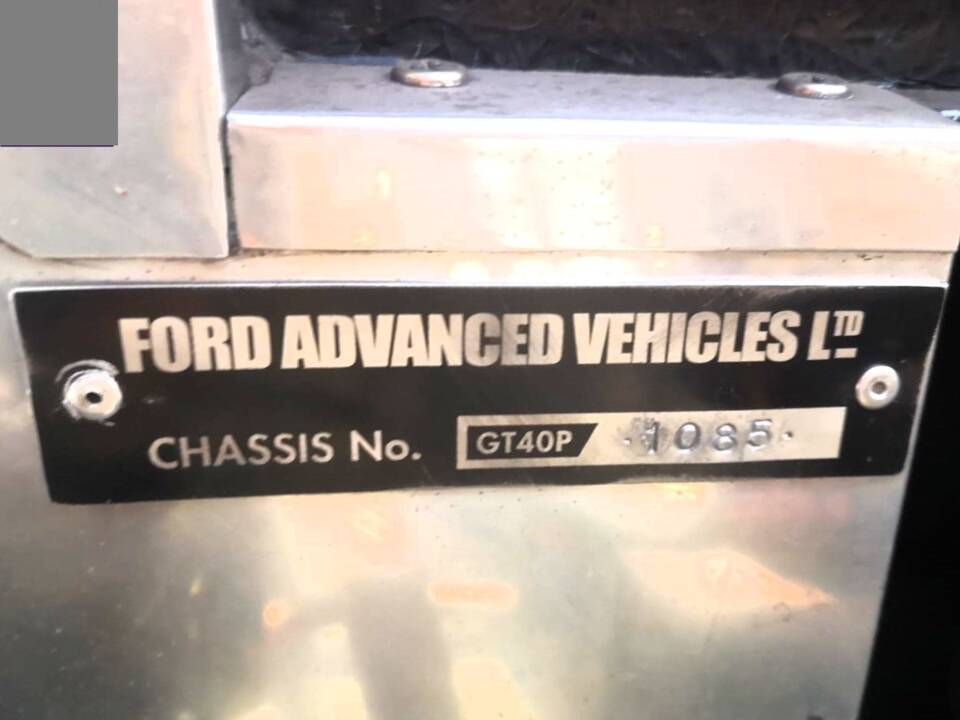 FORD ADVANCED VEHICLES LTD
CHASSIS No. GT40P ·1085·